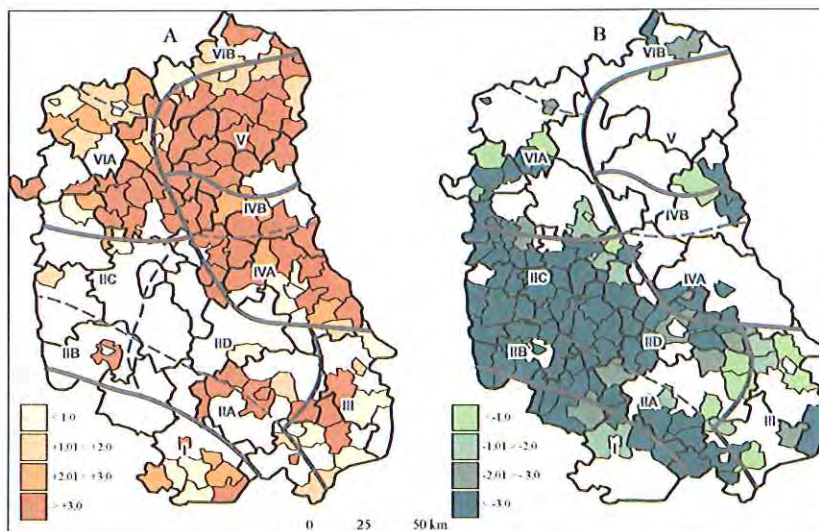 A
VIB
V
VIA
IVB
IVA
IIC
IID
IIB
IIA
III
I
< 1.0
+1.01 ÷ +2.0
+2.01 ÷ +3.0
> +3.0
B
VIB
V
VIA
IVB
IVA
IIC
IID
IIB
IIA
III
I
< -1.0
-1.01 ÷ -2.0
-2.01 ÷ -3.0
-3.0
0 25 50 km